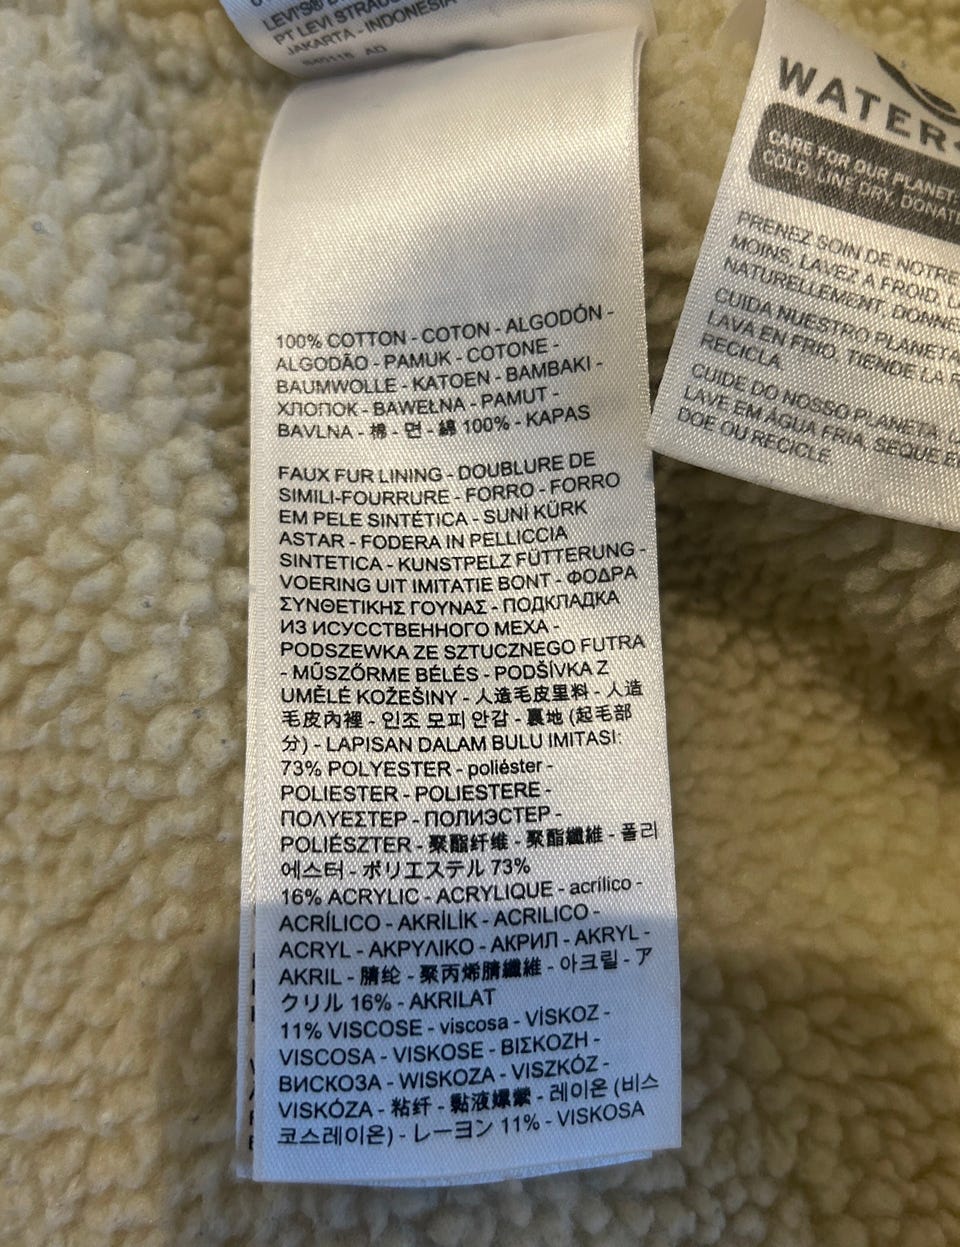 LEVI'S®
PT LEVI STRAUSS
JAKARTA - INDONESIA
AD
100% COTTON - COTON - ALGODÓN -
ALGODÃO - PAMUK - COTONE -
BAUMWOLLE - KATOEN - BAMBAKI -
ХЛОПОК - BAWEŁNA - PAMUT -
BAVLNA - 棉 - 면 - 綿 100% - KAPAS
FAUX FUR LINING - DOUBLURE DE
SIMILI-FOURRURE - FORRO - FORRO
EM PELE SINTÉTICA - SUNİ KÜRK
ASTAR - FODERA IN PELLICCIA
SINTETICA - KUNSTPELZ FÜTTERUNG -
VOERING UIT IMITATIE BONT - ΦΟΔΡΑ
ΣΥΝΘΕΤΙΚΗΣ ΓΟΥΝΑΣ - ПОДКЛАДКА
ИЗ ИСУССТВЕННОГО МЕХА -
PODSZEWKA ZE SZTUCZNEGO FUTRA
- MŰSZŐRME BÉLÉS - PODŠÍVKA Z
UMĚLÉ KOŽEŠINY - 人造毛皮里料 - 人造
毛皮內裡 - 인조 모피 안감 - 裏地 (起毛部
分) - LAPISAN DALAM BULU IMITASI:
73% POLYESTER - poliéster -
POLIESTER - POLIESTERE -
ΠΟΛΥΕΣΤΕΡ - ПОЛИЭСТЕР -
POLIÉSZTER - 聚酯纤维 - 聚酯纖維 - 폴리
에스터 - ポリエステル 73%
16% ACRYLIC - ACRYLIQUE - acrílico -
ACRÍLICO - AKRİLİK - ACRILICO -
ACRYL - ΑΚΡΥΛΙΚΟ - АКРИЛ - AKRYL -
AKRIL - 腈纶 - 聚丙烯腈纖維 - 아크릴 - ア
クリル 16% - AKRILAT
11% VISCOSE - viscosa - VİSKOZ -
VISCOSA - VISKOSE - ΒΙΣΚΟΖΗ -
ВИСКОЗА - WISKOZA - VISZKÓZ -
VISKÓZA - 粘纤 - 黏液嫘縈 - 레이온 (비스
코스레이온) - レーヨン 11% - VISKOSA
WATER<
CARE FOR OUR PLANET:
COLD, LINE DRY, DONATE
PRENEZ SOIN DE NOTRE
MOINS, LAVEZ À FROID,
NATURELLEMENT, DONNE
CUIDA NUESTRO PLANETA
LAVA EN FRÍO, TIENDE LA
RECICLA.
CUIDE DO NOSSO PLANETA:
LAVE EM ÁGUA FRIA, SEQUE
DOE OU RECICLE.